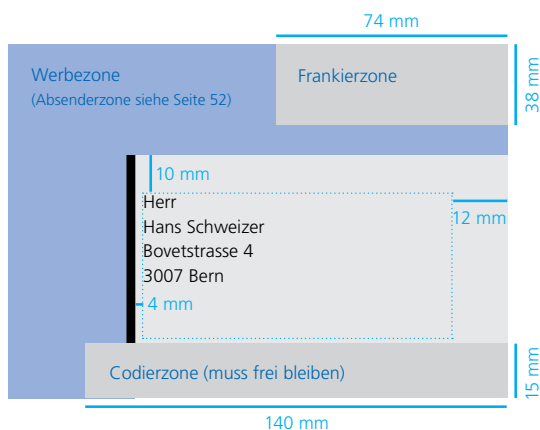 74 mm
Werbezone
(Absenderzone siehe Seite 52)
Frankierzone
38 mm
10 mm
Herr
Hans Schweizer
Bovetstrasse 4
3007 Bern
12 mm
4 mm
Codierzone (muss frei bleiben)
15 mm
140 mm